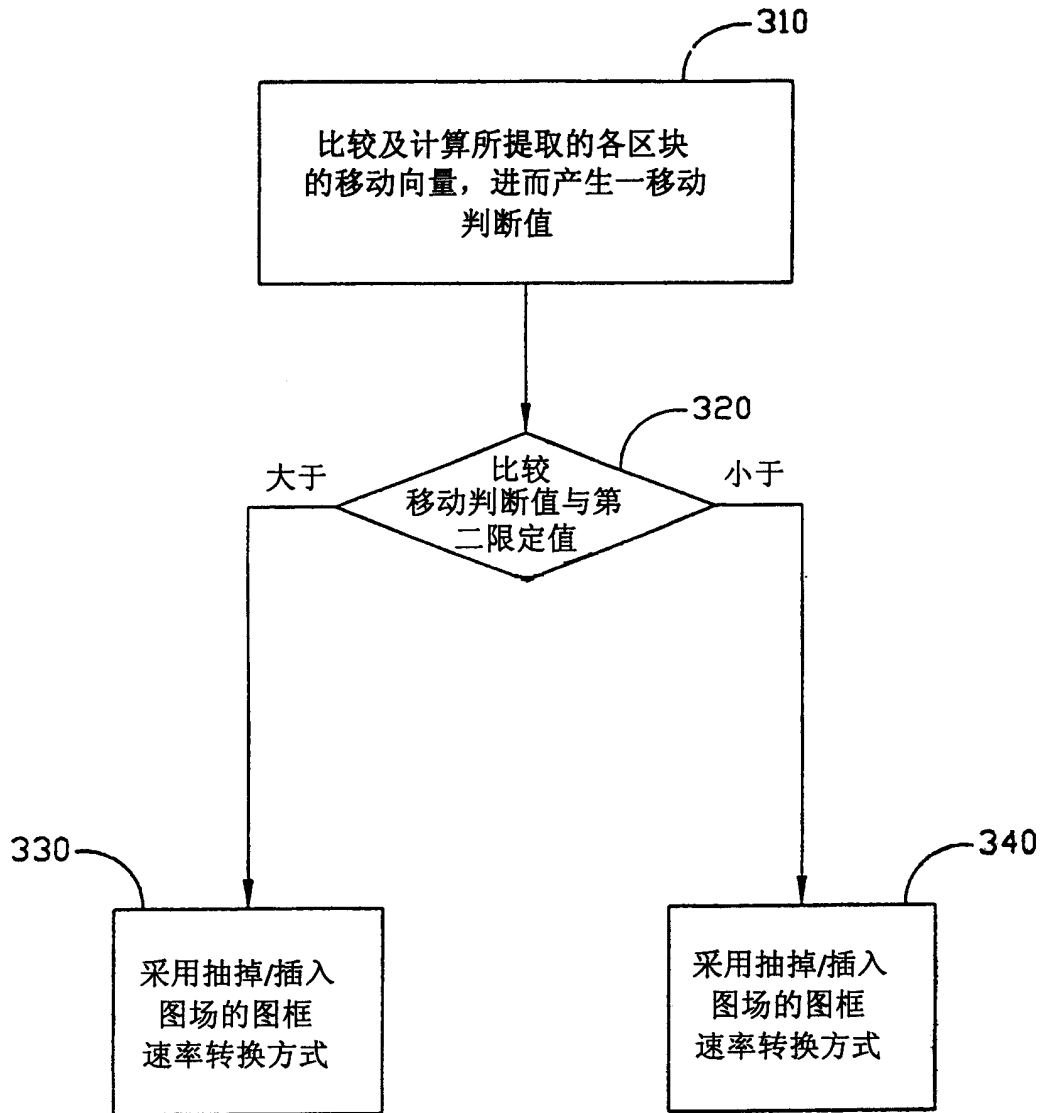 310
比较及计算所提取的各区块
的移动向量，进而产生一移动
判断值
320
大于
比较
小于
移动判断值与第
二限定值
330
340
采用抽掉/插入
图场的图框
速率转换方式
采用抽掉/插入
图场的图框
速率转换方式